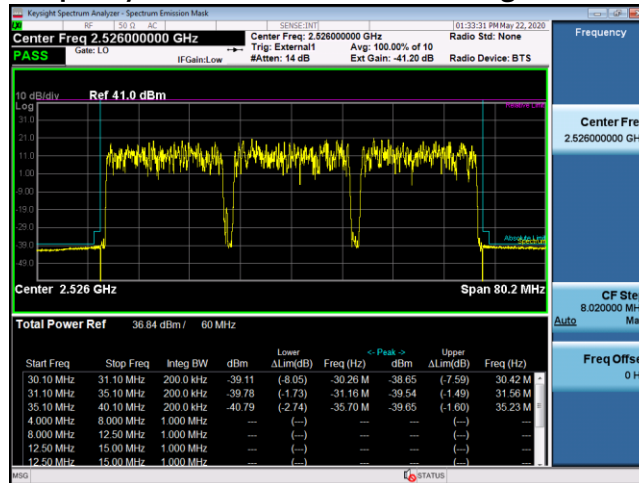 Keysight Spectrum Analyzer - Spectrum Emission Mask
RF 50 Ω AC SENSE:INT 01:33:31 PM May 22, 2020
Center Freq 2.526000000 GHz Center Freq: 2.526000000 GHz Radio Std: None Frequency
PASS Gate: LO IFGain:Low Trig: External1 Avg: 100.00% of 10
#Atten: 14 dB Ext Gain: -41.20 dB Radio Device: BTS
10 dB/div Ref 41.0 dBm
Log
31.0
21.0
11.0
1.00
-9.00
-19.0
-29.0
-39.0
-49.0
Relative Limit
Absolute Limit
Spectrum
Center 2.526 GHz Span 80.2 MHz
Total Power Ref 36.84 dBm / 60 MHz
Lower <- Peak -> Upper
Start Freq Stop Freq Integ BW dBm ΔLim(dB) Freq (Hz) dBm ΔLim(dB) Freq (Hz)
30.10 MHz 31.10 MHz 200.0 kHz -39.11 (-8.05) -30.26 M -38.65 (-7.59) 30.42 M
31.10 MHz 35.10 MHz 200.0 kHz -39.78 (-1.73) -31.16 M -39.54 (-1.49) 31.56 M
35.10 MHz 40.10 MHz 200.0 kHz -40.79 (-2.74) -35.70 M -39.65 (-1.60) 35.23 M
4.000 MHz 8.000 MHz 1.000 MHz --- (---) --- (---)
8.000 MHz 12.50 MHz 1.000 MHz --- (---) --- (---)
12.50 MHz 15.00 MHz 1.000 MHz --- (---) --- (---)
12.50 MHz 15.00 MHz 1.000 MHz --- (---) --- (---)
Center Fre
2.526000000 GH
CF Ste
8.020000 MH
Auto Ma
Freq Offse
0 H
MSG STATUS